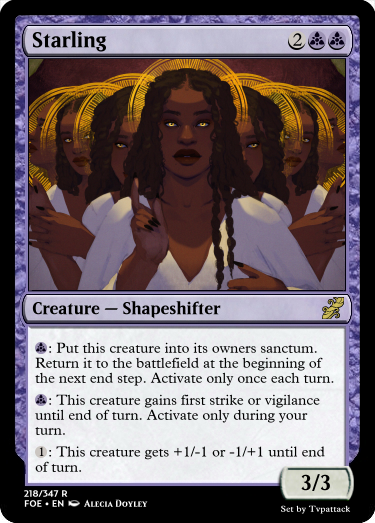 Starling 2
Creature — Shapeshifter
: Put this creature into its owners sanctum.
Return it to the battlefield at the beginning of
the next end step. Activate only once each turn.
: This creature gains first strike or vigilance
until end of turn. Activate only during your
turn.
1: This creature gets +1/-1 or -1/+1 until end
of turn.
3/3
218/347 R
FOE • EN Alecia Doyley
Set by Tvpattack